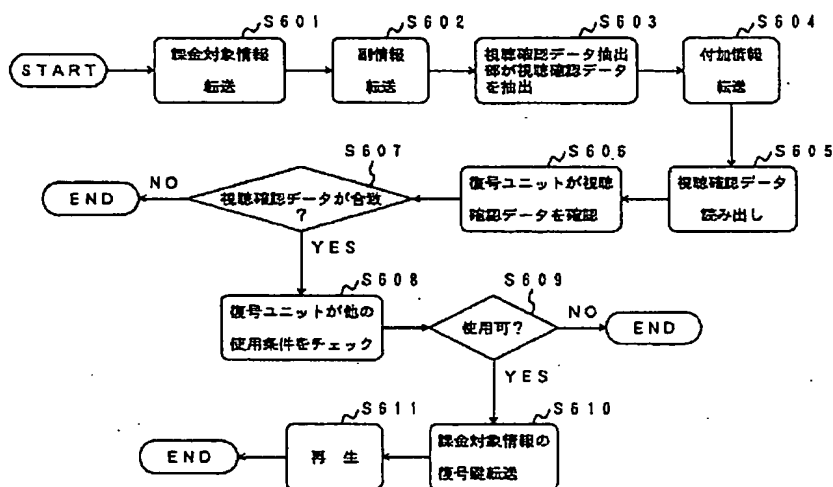 S601
S602
S603
S604
START
課金対象情報
転送
副情報
転送
視聴確認データ抽出
部が視聴確認データ
を抽出
付加情報
転送
S607
S606
S605
END
NO
視聴確認データが合致
?
復号ユニットが視聴
確認データを確認
視聴確認データ
読み出し
YES
S608
S609
復号ユニットが他の
使用条件をチェック
使用可?
NO
END
YES
S611
S610
END
再 生
課金対象情報の
復号鍵転送